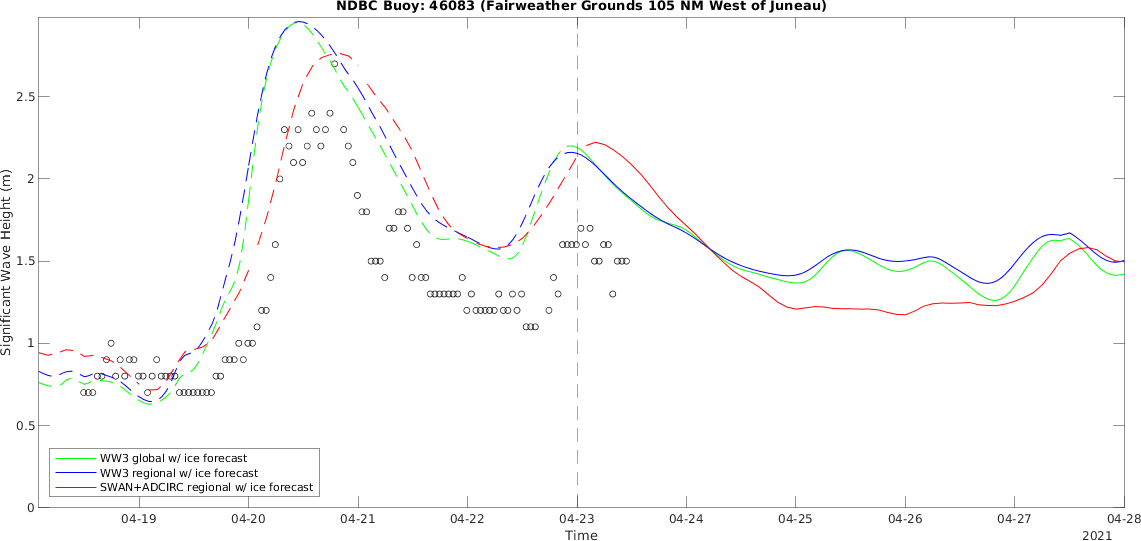 NDBC Buoy: 46083 (Fairweather Grounds 105 NM West of Juneau)
Significant Wave Height (m)
2.5
2
1.5
1
0.5
0
WW3 global w/ ice forecast
WW3 regional w/ ice forecast
SWAN+ADCIRC regional w/ ice forecast
04-19 04-20 04-21 04-22 04-23 04-24 04-25 04-26 04-27 04-28
Time
2021